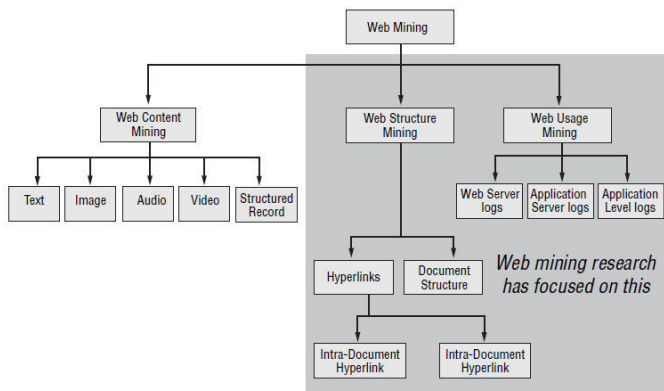 Web Mining
Web Content
Mining
Web Structure
Mining
Web Usage
Mining
Text
Image
Audio
Video
Structured
Record
Web Server
logs
Application
Server logs
Application
Level logs
Hyperlinks
Document
Structure
Web mining research
has focused on this
Intra-Document
Hyperlink
Intra-Document
Hyperlink